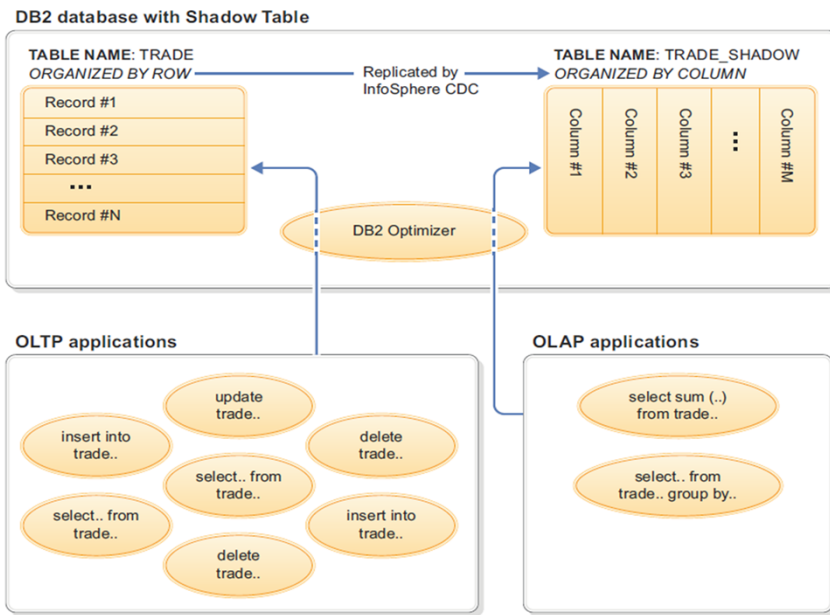 DB2 database with Shadow Table
TABLE NAME: TRADE
ORGANIZED BY ROW
Replicated by
InfoSphere CDC
TABLE NAME: TRADE_SHADOW
ORGANIZED BY COLUMN
Record #1
Record #2
Record #3
...
Record #N
Column #1
Column #2
Column #3
...
Column #M
DB2 Optimizer
OLTP applications
update
trade..
insert into
trade..
delete
trade..
select.. from
trade..
select.. from
trade..
insert into
trade..
delete
trade..
OLAP applications
select sum (..)
from trade..
select.. from
trade.. group by..